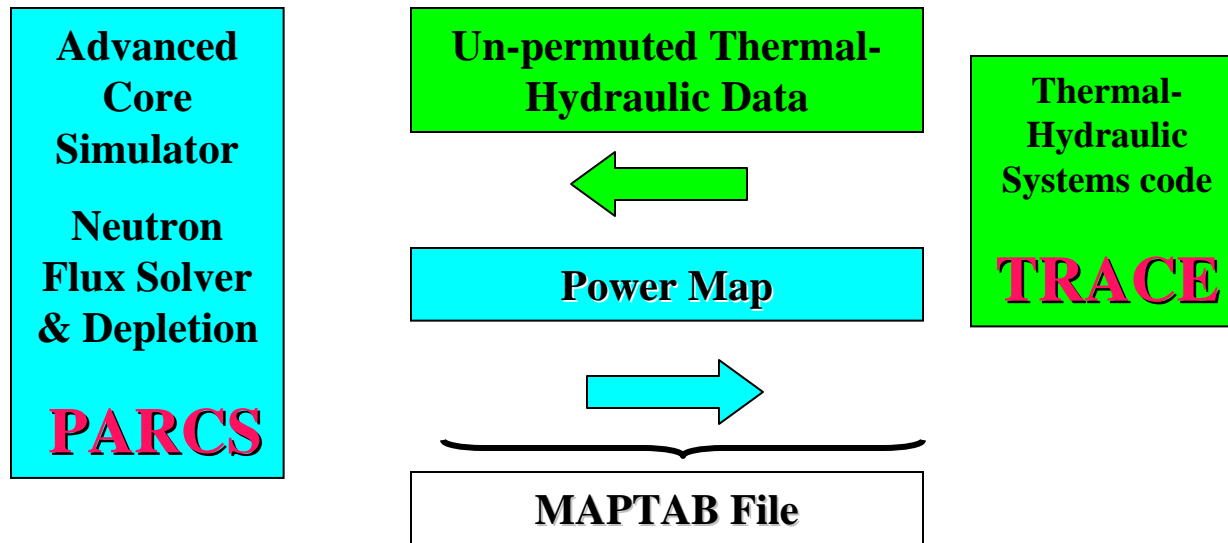 Advanced
Core
Simulator
Neutron
Flux Solver
& Depletion
PARCS
Un-permuted Thermal-
Hydraulic Data
Power Map
MAPTAB File
Thermal-
Hydraulic
Systems code
TRACE